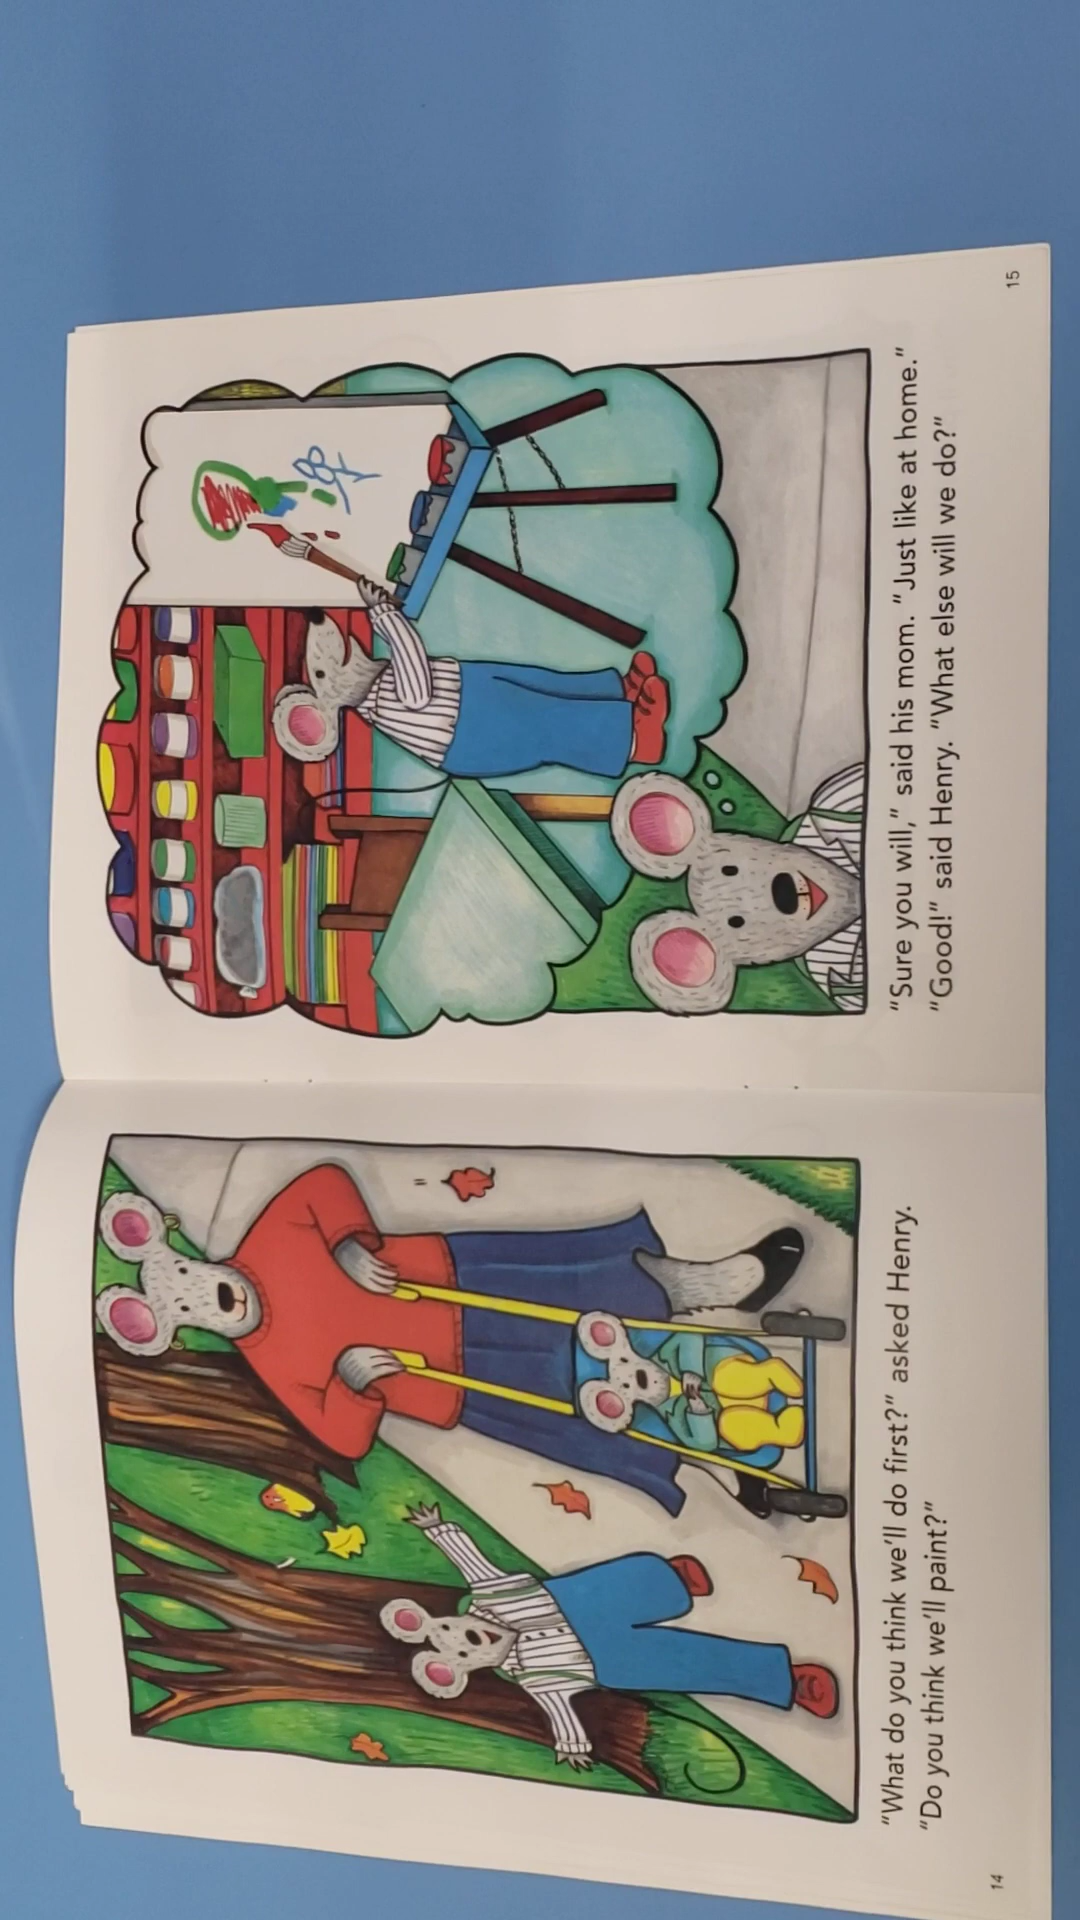 "What do you think we'll do first?" asked Henry.
"Do you think we'll paint?"
14
"Sure you will," said his mom. "Just like at home."
"Good!" said Henry. "What else will we do?"
15